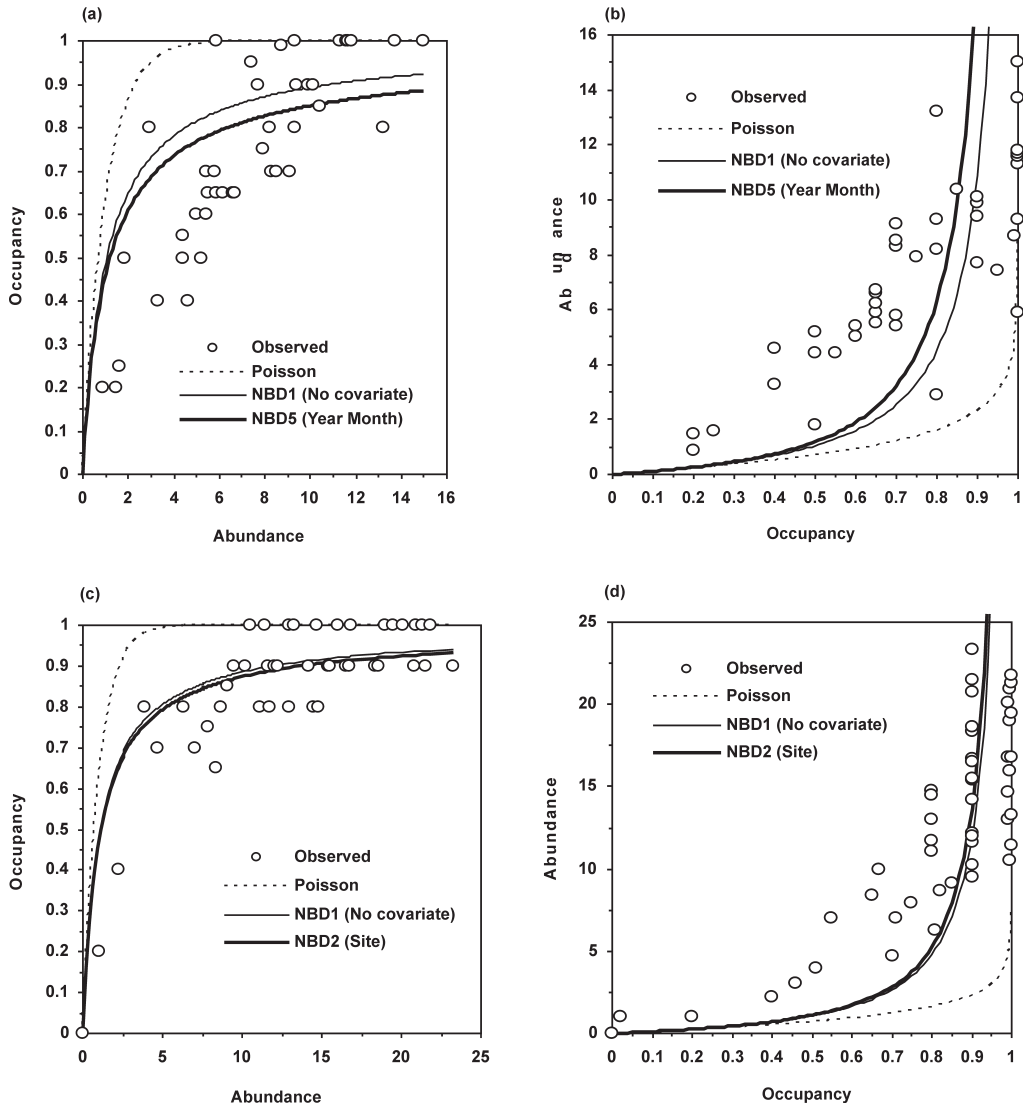 (a)
1
0.9
0.8
0.7
0.6
0.5
0.4
0.3
0.2
0.1
0
Occupancy
Observed
Poisson
NBD1 (No covariate)
NBD5 (Year Month)
0 2 4 6 8 10 12 14 16
Abundance
(b)
16
14
12
10
8
6
4
2
0
Ab un d ance
Observed
Poisson
NBD1 (No covariate)
NBD5 (Year Month)
0 0.1 0.2 0.3 0.4 0.5 0.6 0.7 0.8 0.9 1
Occupancy
(c)
1
0.9
0.8
0.7
0.6
0.5
0.4
0.3
0.2
0.1
0
Occupancy
Observed
Poisson
NBD1 (No covariate)
NBD2 (Site)
0 5 10 15 20 25
Abundance
(d)
25
20
15
10
5
0
Abundance
Observed
Poisson
NBD1 (No covariate)
NBD2 (Site)
0 0.1 0.2 0.3 0.4 0.5 0.6 0.7 0.8 0.9 1
Occupancy